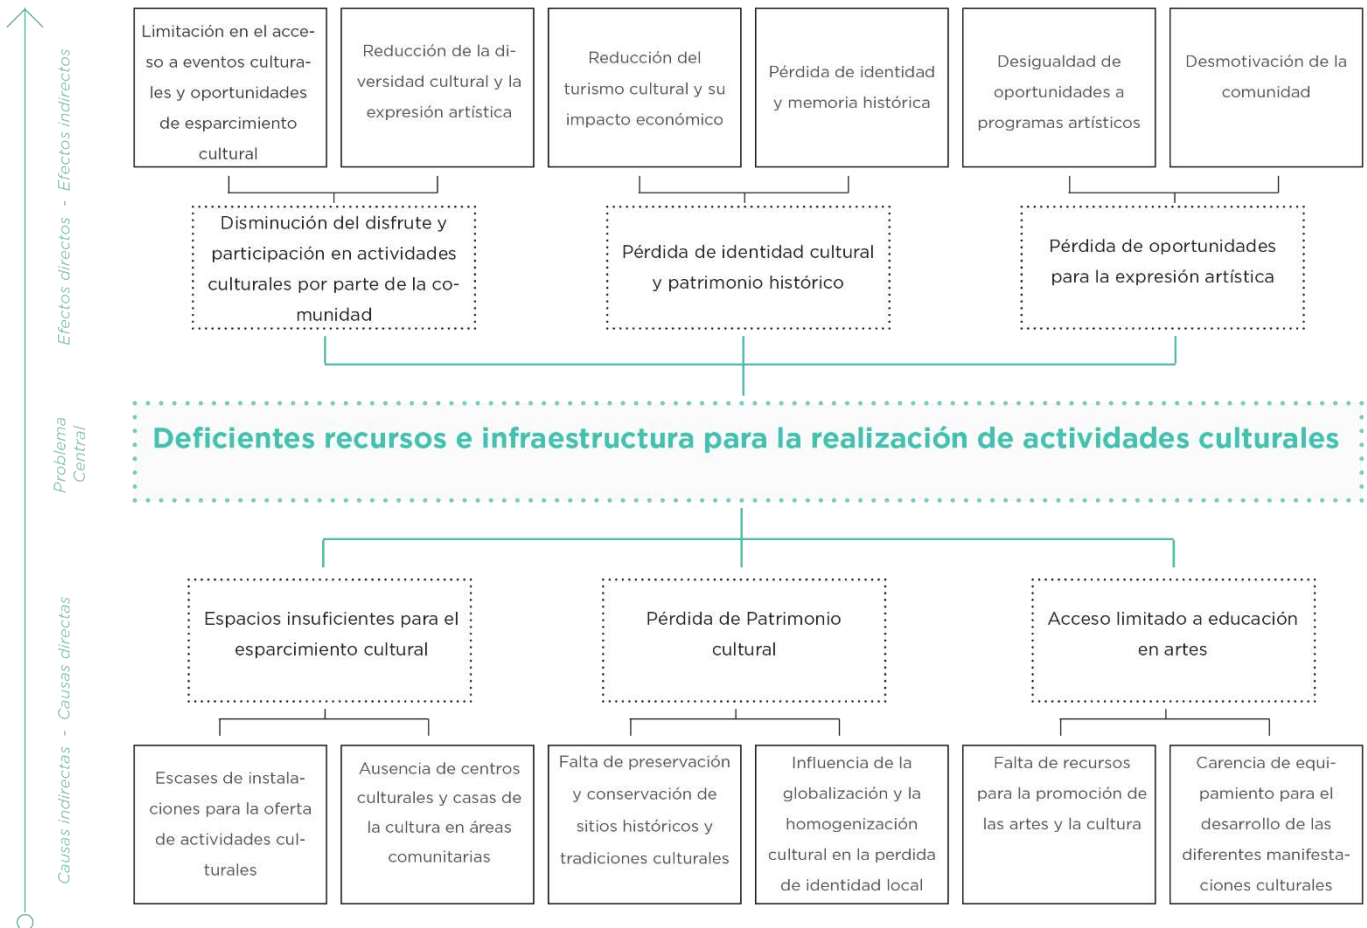 Limitación en el acce-
so a eventos cultura-
les y oportunidades
de esparcimiento
cultural
Reducción de la di-
versidad cultural y la
expresión artística
Reducción del
turismo cultural y su
impacto económico
Pérdida de identidad
y memoria histórica
Desigualdad de
oportunidades a
programas artísticos
Desmotivación de la
comunidad
Efectos directos - Efectos indirectos
Disminución del disfrute y
participación en actividades
culturales por parte de la co-
munidad
Pérdida de identidad cultural
y patrimonio histórico
Pérdida de oportunidades
para la expresión artística
Problema
Central
Deficientes recursos e infraestructura para la realización de actividades culturales
Causas indirectas - Causas directas
Espacios insuficientes para el
esparcimiento cultural
Pérdida de Patrimonio
cultural
Acceso limitado a educación
en artes
Escases de instala-
ciones para la oferta
de actividades cul-
turales
Ausencia de centros
culturales y casas de
la cultura en áreas
comunitarias
Falta de preservación
y conservación de
sitios históricos y
tradiciones culturales
Influencia de la
globalización y la
homogenización
cultural en la perdida
de identidad local
Falta de recursos
para la promoción de
las artes y la cultura
Carencia de equi-
pamiento para el
desarrollo de las
diferentes manifesta-
ciones culturales